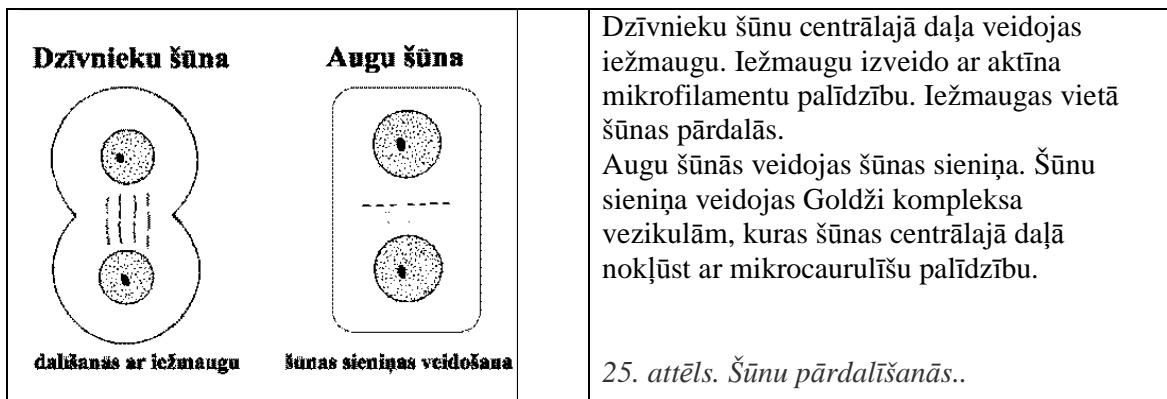 Dzīvnieku šūna
Augu šūna
dalīšanās ar iežmaugu
šūnas sieniņas veidošana
Dzīvnieku šūnu centrālajā daļa veidojas
iežmaugu. Iežmaugu izveido ar aktīna
mikrofilamentu palīdzību. Iežmaugas vietā
šūnas pārdalās.
Augu šūnās veidojas šūnas sieniņa. Šūnu
sieniņa veidojas Goldži kompleksa
vezikulām, kuras šūnas centrālajā daļā
nokļūst ar mikrocaurulīšu palīdzību.
25. attēls. Šūnu pārdalīšanās..